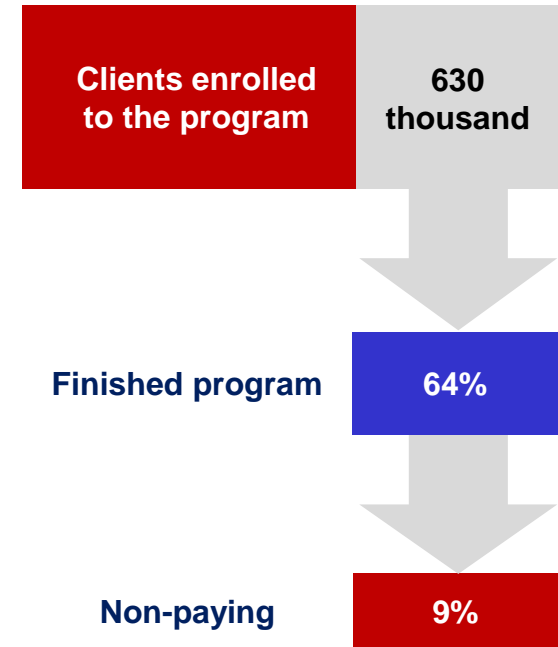 Clients enrolled
to the program
630
thousand
Finished program
64%
Non-paying
9%